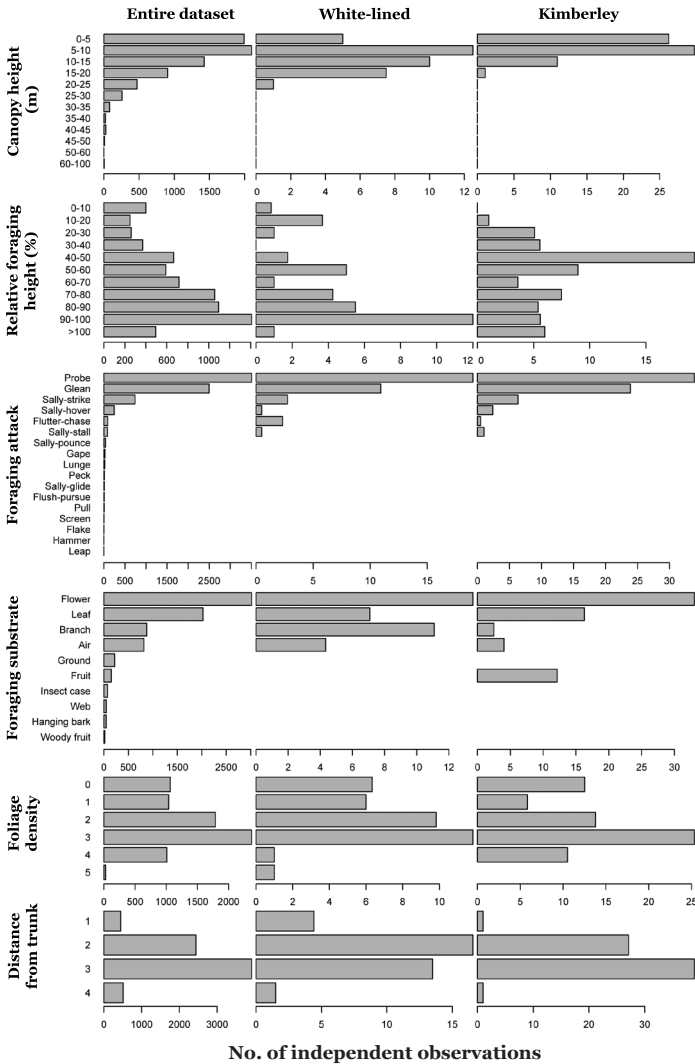 Entire dataset White-lined Kimberley
Canopy height (m)
0-5
5-10
10-15
15-20
20-25
25-30
30-35
35-40
40-45
45-50
50-60
60-100
0 500 1000 1500 0 2 4 6 8 10 12 0 5 10 15 20 25
Relative foraging height (%)
0-10
10-20
20-30
30-40
40-50
50-60
60-70
70-80
80-90
90-100
>100
0 200 600 1000 0 2 4 6 8 10 12 0 5 10 15
Foraging attack
Probe
Glean
Sally-strike
Sally-hover
Flutter-chase
Sally-stall
Sally-pounce
Gape
Lunge
Peck
Sally-glide
Flush-pursue
Pull
Screen
Flake
Hammer
Leap
0 500 1500 2500 0 5 10 15 0 5 10 15 20 25 30
Foraging substrate
Flower
Leaf
Branch
Air
Ground
Fruit
Insect case
Web
Hanging bark
Woody fruit
0 500 1500 2500 0 2 4 6 8 10 12 0 5 10 15 20 25 30
Foliage density
0
1
2
3
4
5
0 500 1000 1500 2000 0 2 4 6 8 10 0 5 10 15 20 25
Distance from trunk
1
2
3
4
0 1000 2000 3000 0 5 10 15 0 10 20 30
No. of independent observations